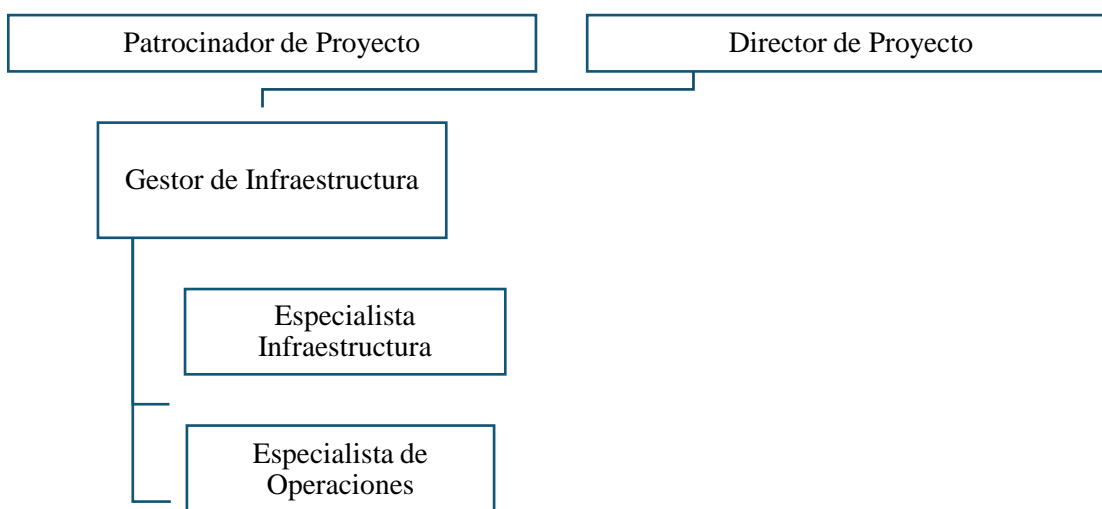 Patrocinador de Proyecto
Director de Proyecto
Gestor de Infraestructura
Especialista
Infraestructura
Especialista de
Operaciones